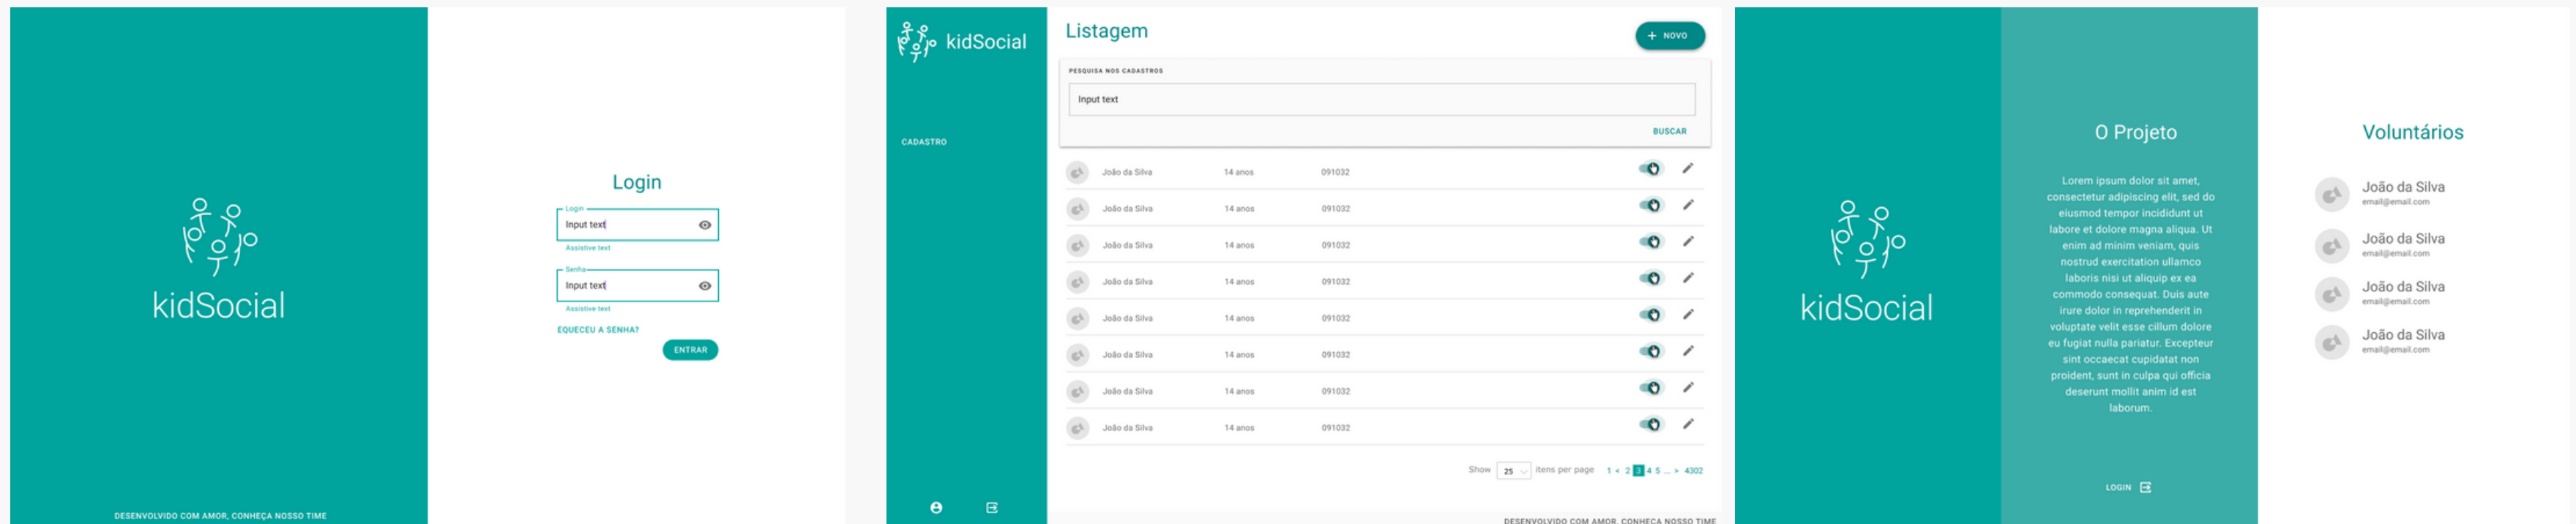 kidSocial
DESENVOLVIDO COM AMOR, CONHEÇA NOSSO TIME
Login
Login
Input text
Assistive text
Senha
Input text
Assistive text
EQUECEU A SENHA?
ENTRAR
kidSocial
CADASTRO
Listagem
+ NOVO
PESQUISA NOS CADASTROS
Input text
BUSCAR
João da Silva 14 anos 091032
João da Silva 14 anos 091032
João da Silva 14 anos 091032
João da Silva 14 anos 091032
João da Silva 14 anos 091032
João da Silva 14 anos 091032
João da Silva 14 anos 091032
João da Silva 14 anos 091032
Show 25 itens per page 1 < 2 3 4 5 ... > 4302
DESENVOLVIDO COM AMOR, CONHEÇA NOSSO TIME
kidSocial
O Projeto
Lorem ipsum dolor sit amet,
consectetur adipiscing elit, sed do
eiusmod tempor incididunt ut
labore et dolore magna aliqua. Ut
enim ad minim veniam, quis
nostrud exercitation ullamco
laboris nisi ut aliquip ex ea
commodo consequat. Duis aute
irure dolor in reprehenderit in
voluptate velit esse cillum dolore
eu fugiat nulla pariatur. Excepteur
sint occaecat cupidatat non
proident, sunt in culpa qui officia
deserunt mollit anim id est
laborum.
LOGIN
Voluntários
João da Silva
email@email.com
João da Silva
email@email.com
João da Silva
email@email.com
João da Silva
email@email.com